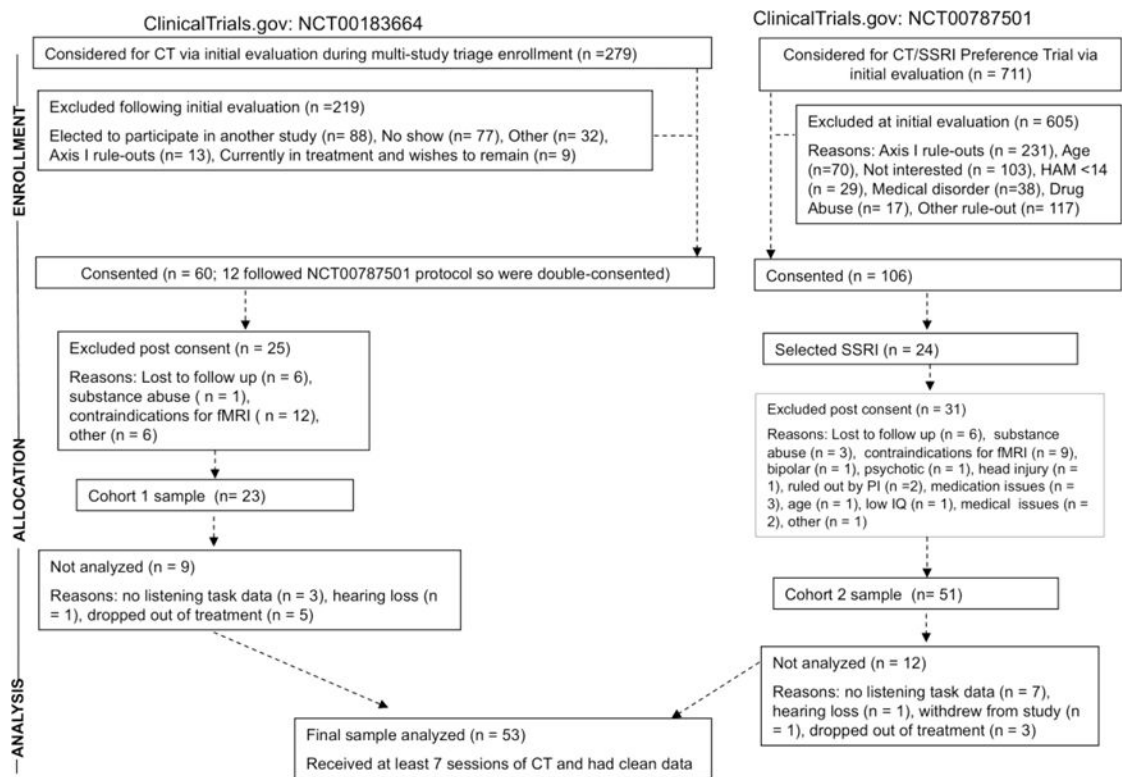 ClinicalTrials.gov: NCT00183664
Considered for CT via initial evaluation during multi-study triage enrollment (n =279)
Excluded following initial evaluation (n =219)
Elected to participate in another study (n= 88), No show (n= 77), Other (n= 32),
Axis I rule-outs (n= 13), Currently in treatment and wishes to remain (n= 9)
ClinicalTrials.gov: NCT00787501
Considered for CT/SSRI Preference Trial via
initial evaluation (n = 711)
Excluded at initial evaluation (n = 605)
Reasons: Axis I rule-outs (n = 231), Age
(n=70), Not interested (n = 103), HAM <14
(n = 29), Medical disorder (n=38), Drug
Abuse (n = 17), Other rule-out (n= 117)
ENROLLMENT
Consented (n = 60; 12 followed NCT00787501 protocol so were double-consented)
Consented (n = 106)
Excluded post consent (n = 25)
Reasons: Lost to follow up (n = 6),
substance abuse ( n = 1),
contraindications for fMRI ( n = 12),
other (n = 6)
Cohort 1 sample (n= 23)
Selected SSRI (n = 24)
Excluded post consent (n = 31)
Reasons: Lost to follow up (n = 6), substance
abuse (n = 3), contraindications for fMRI (n = 9),
bipolar (n = 1), psychotic (n = 1), head injury (n =
1), ruled out by PI (n =2), medication issues (n =
3), age (n = 1), low IQ (n = 1), medical issues (n =
2), other (n = 1)
ALLOCATION
Not analyzed (n = 9)
Reasons: no listening task data (n = 3), hearing loss (n
= 1), dropped out of treatment (n = 5)
Cohort 2 sample (n= 51)
Not analyzed (n = 12)
Reasons: no listening task data (n = 7),
hearing loss (n = 1), withdrew from study (n
= 1), dropped out of treatment (n = 3)
ANALYSIS
Final sample analyzed (n = 53)
Received at least 7 sessions of CT and had clean data